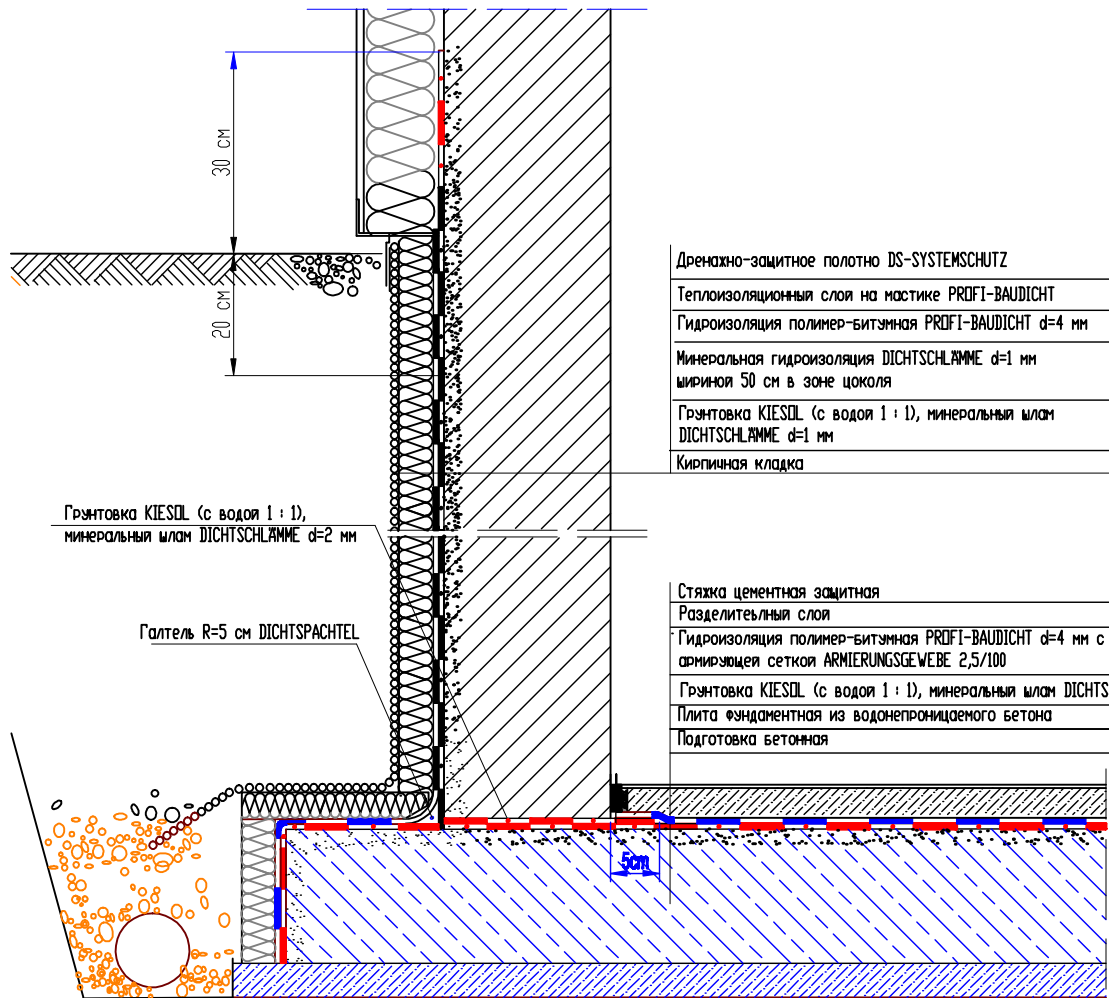 30 см
20 см
Дренажно-защитное полотно DS-SYSTEMSCHUTZ
Теплоизоляционный слой на мастике PROFI-BAUDICHT
Гидроизоляция полимер-битумная PROFI-BAUDICHT d=4 мм
Минеральная гидроизоляция DICHTSCHLÄMME d=1 мм
шириной 50 см в зоне цоколя
Грунтовка KIESOL (с водой 1 : 1), минеральный шлам
DICHTSCHLÄMME d=1 мм
Кирпичная кладка
Грунтовка KIESOL (с водой 1 : 1),
минеральный шлам DICHTSCHLÄMME d=2 мм
Галтель R=5 см DICHTSPACHTEL
Стяжка цементная защитная
Разделительный слой
Гидроизоляция полимер-битумная PROFI-BAUDICHT d=4 мм с
армирующей сеткой ARMIERUNGSGEWEBE 2,5/100
Грунтовка KIESOL (с водой 1 : 1), минеральный шлам DICHTS
Плита фундаментная из водонепроницаемого бетона
Подготовка бетонная
5cm